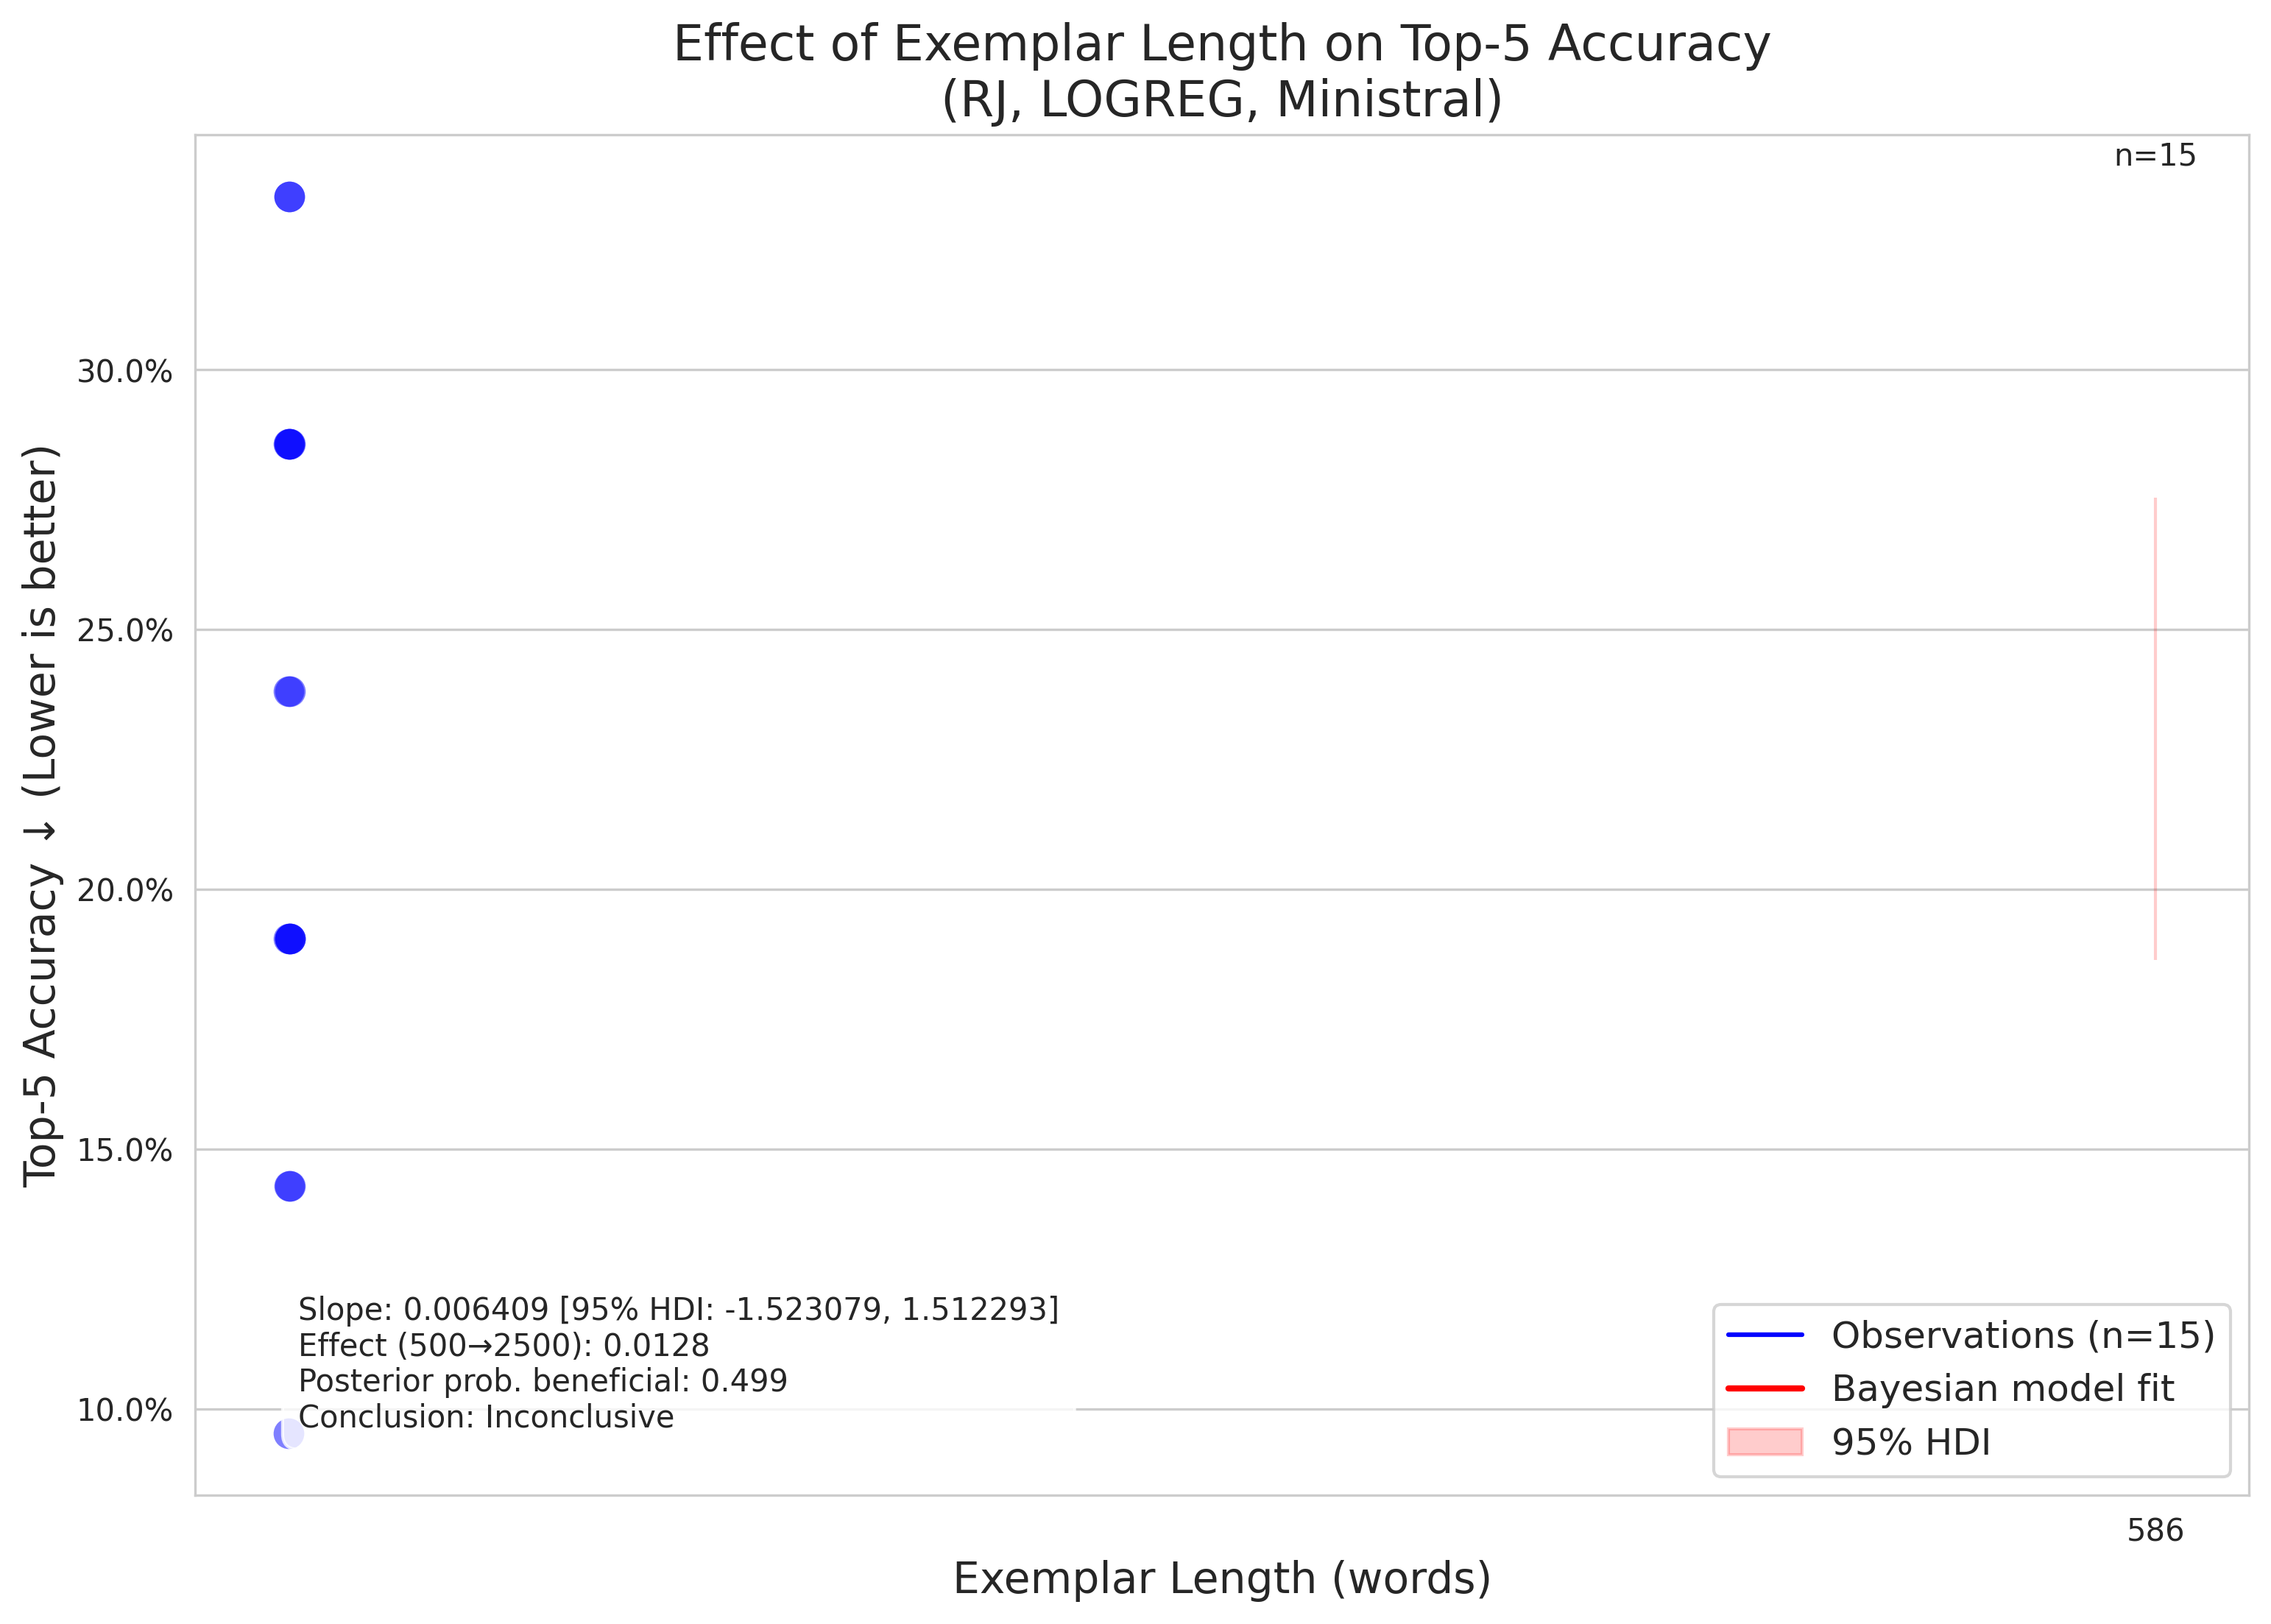 Effect of Exemplar Length on Top-5 Accuracy
(RJ, LOGREG, Ministral)
n=15
30.0%
25.0%
20.0%
15.0%
10.0%
Top-5 Accuracy ↓ (Lower is better)
Slope: 0.006409 [95% HDI: -1.523079, 1.512293]
Effect (500→2500): 0.0128
Posterior prob. beneficial: 0.499
Conclusion: Inconclusive
Observations (n=15)
Bayesian model fit
95% HDI
586
Exemplar Length (words)